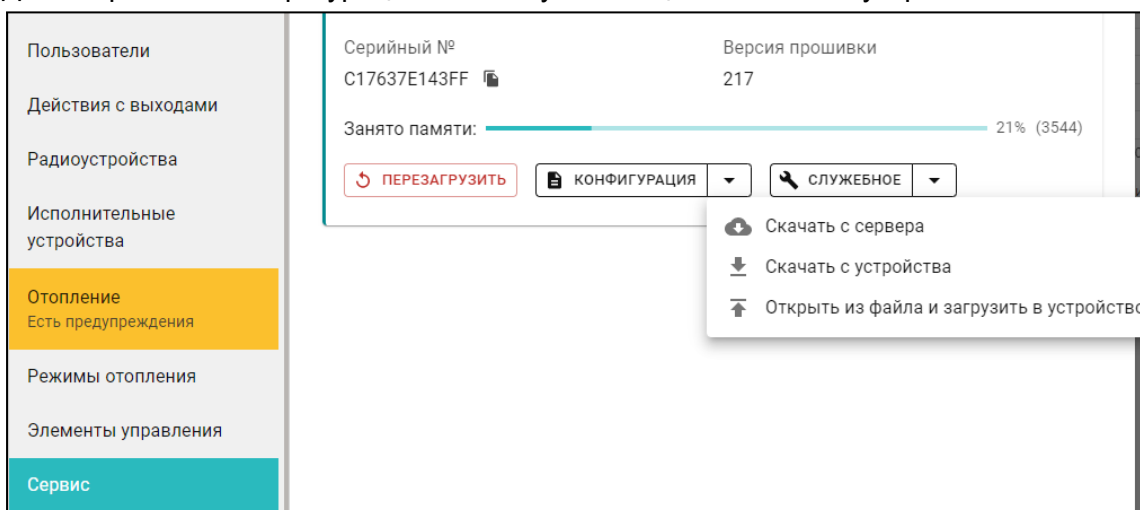 Пользователи
Действия с выходами
Радиоустройства
Исполнительные
устройства
Отопление
Есть предупреждения
Режимы отопления
Элементы управления
Сервис
Серийный №
C17637E143FF
Версия прошивки
217
Занято памяти:
21% (3544)
ПЕРЕЗАГРУЗИТЬ
КОНФИГУРАЦИЯ
СЛУЖЕБНОЕ
Скачать с сервера
Скачать с устройства
Открыть из файла и загрузить в устройство